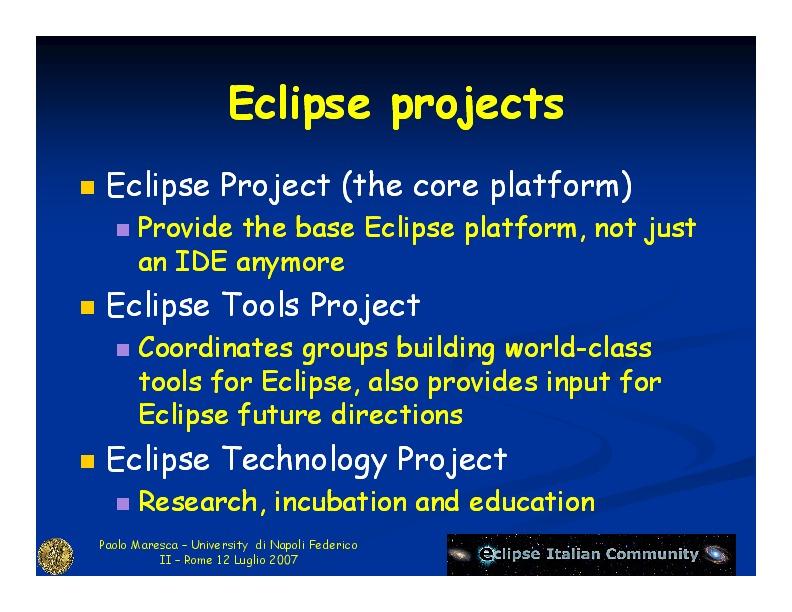 Eclipse projects
Eclipse Project (the core platform)
Provide the base Eclipse platform, not just
an IDE anymore
Eclipse Tools Project
Coordinates groups building world-class
tools for Eclipse, also provides input for
Eclipse future directions
Eclipse Technology Project
Research, incubation and education
Paolo Maresca – University di Napoli Federico
II – Rome 12 Luglio 2007
eclipse Italian Community